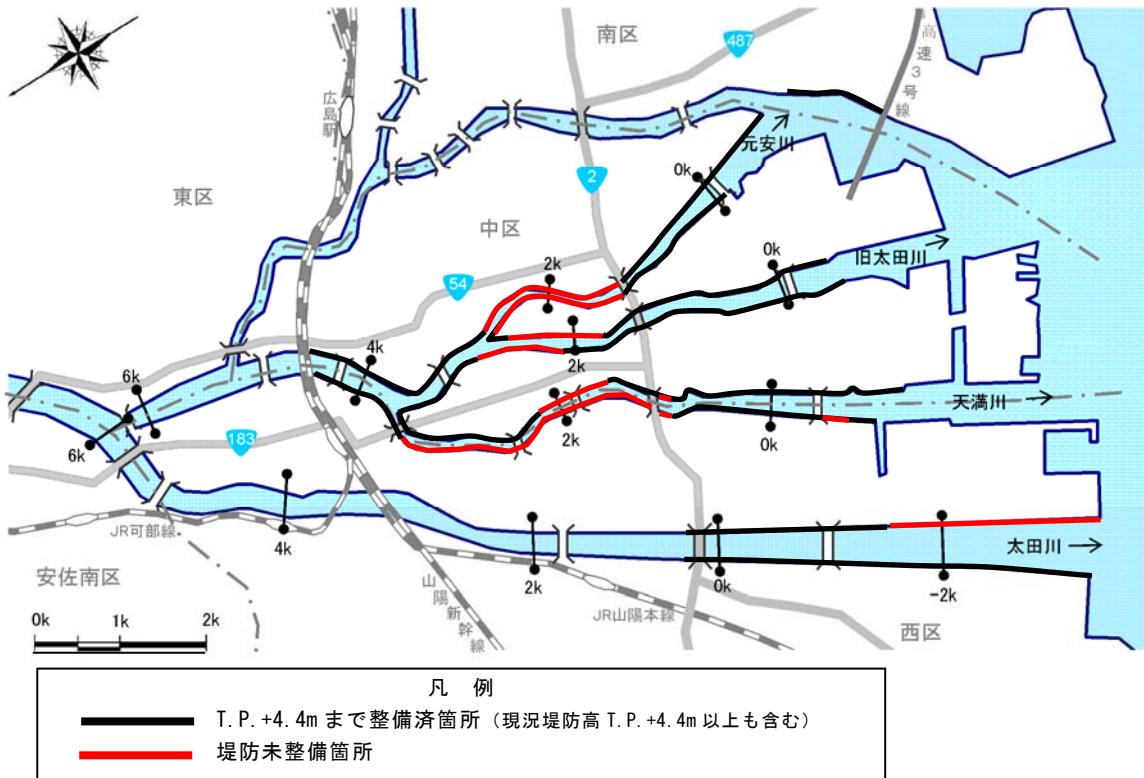 南区
487
高速3号線
広島駅
元安川
0k
2
東区
中区
2k
0k
旧太田川
54
4k
2k
6k
天満川
183
2k
0k
6k
JR可部線
4k
太田川
安佐南区
2k
0k
-2k
山陽新幹線
JR山陽本線
西区
0k 1k 2k
凡 例
T.P.+4.4mまで整備済箇所（現況堤防高T.P.+4.4m以上も含む）
堤防未整備箇所